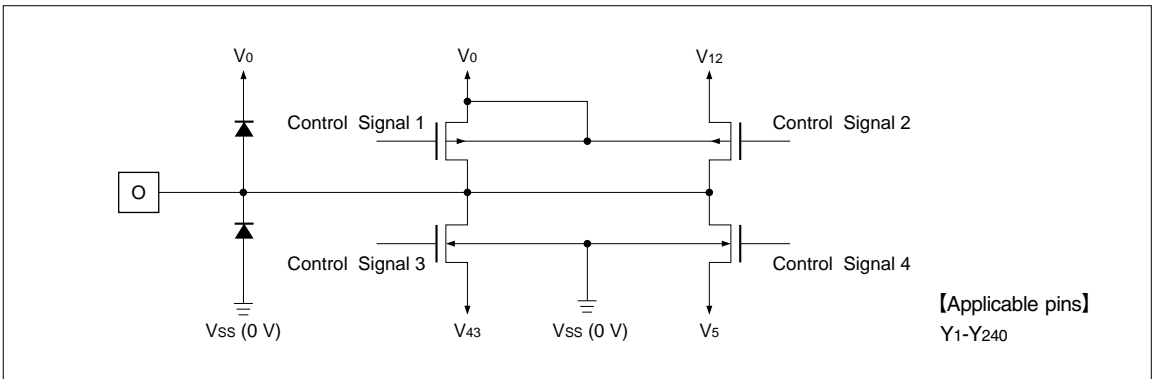 V0
V0
V12
Control Signal 1
Control Signal 2
O
Control Signal 3
Control Signal 4
VSS (0 V)
V43
VSS (0 V)
V5
【Applicable pins】
Y1-Y240